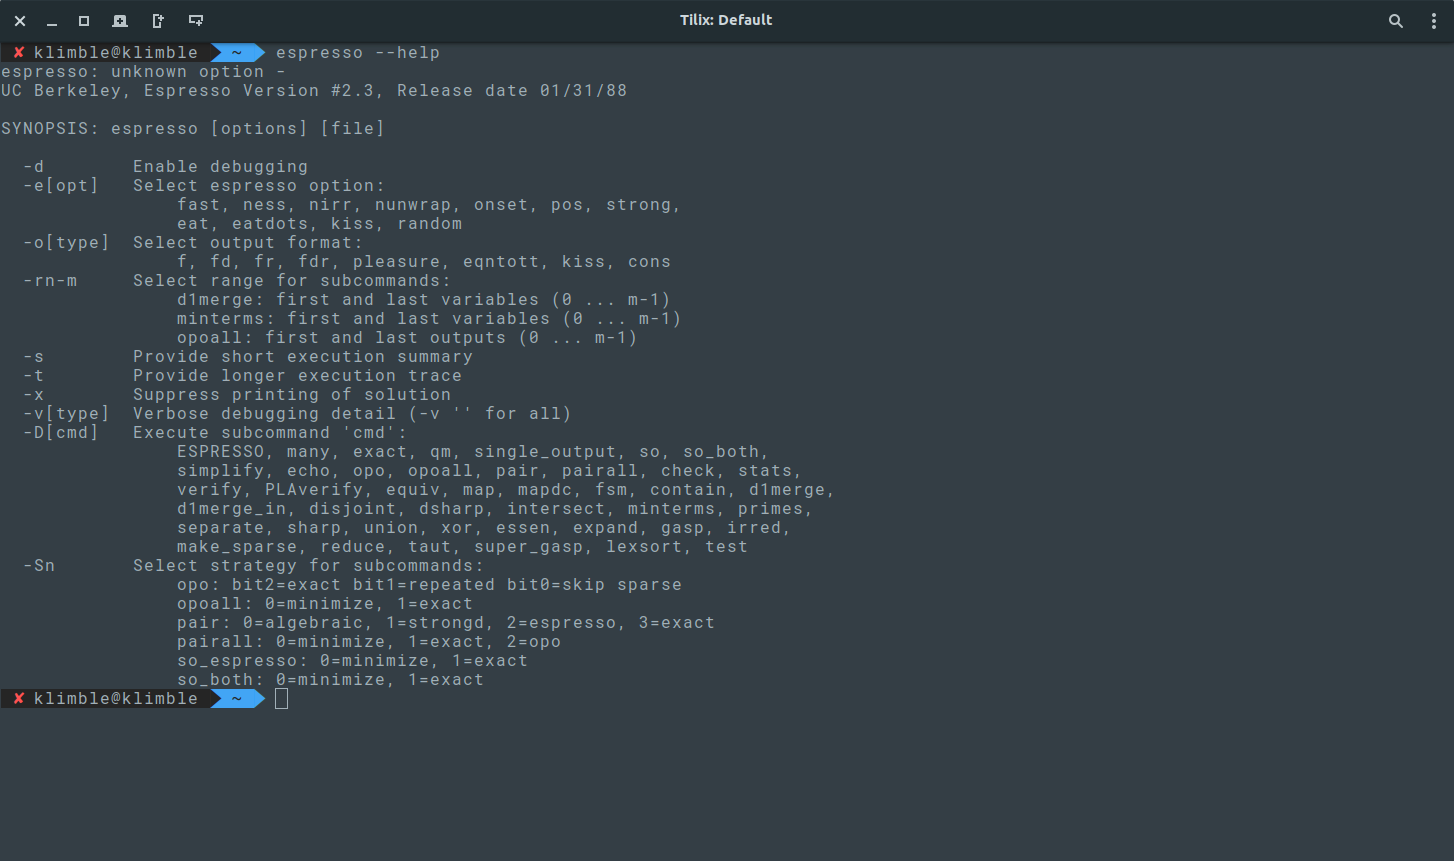 Tilix: Default
✘ klimble@klimble ~ espresso --help
espresso: unknown option -
UC Berkeley, Espresso Version #2.3, Release date 01/31/88
SYNOPSIS: espresso [options] [file]
-d Enable debugging
-e[opt] Select espresso option:
fast, ness, nirr, nunwrap, onset, pos, strong,
eat, eatdots, kiss, random
-o[type] Select output format:
f, fd, fr, fdr, pleasure, eqntott, kiss, cons
-rn-m Select range for subcommands:
d1merge: first and last variables (0 ... m-1)
minterms: first and last variables (0 ... m-1)
opoall: first and last outputs (0 ... m-1)
-s Provide short execution summary
-t Provide longer execution trace
-x Suppress printing of solution
-v[type] Verbose debugging detail (-v '' for all)
-D[cmd] Execute subcommand 'cmd':
ESPRESSO, many, exact, qm, single_output, so, so_both,
simplify, echo, opo, opoall, pair, pairall, check, stats,
verify, PLAverify, equiv, map, mapdc, fsm, contain, d1merge,
d1merge_in, disjoint, dsharp, intersect, minterms, primes,
separate, sharp, union, xor, essen, expand, gasp, irred,
make_sparse, reduce, taut, super_gasp, lexsort, test
-Sn Select strategy for subcommands:
opo: bit2=exact bit1=repeated bit0=skip sparse
opoall: 0=minimize, 1=exact
pair: 0=algebraic, 1=strongd, 2=espresso, 3=exact
pairall: 0=minimize, 1=exact, 2=opo
so_espresso: 0=minimize, 1=exact
so_both: 0=minimize, 1=exact
✘ klimble@klimble ~